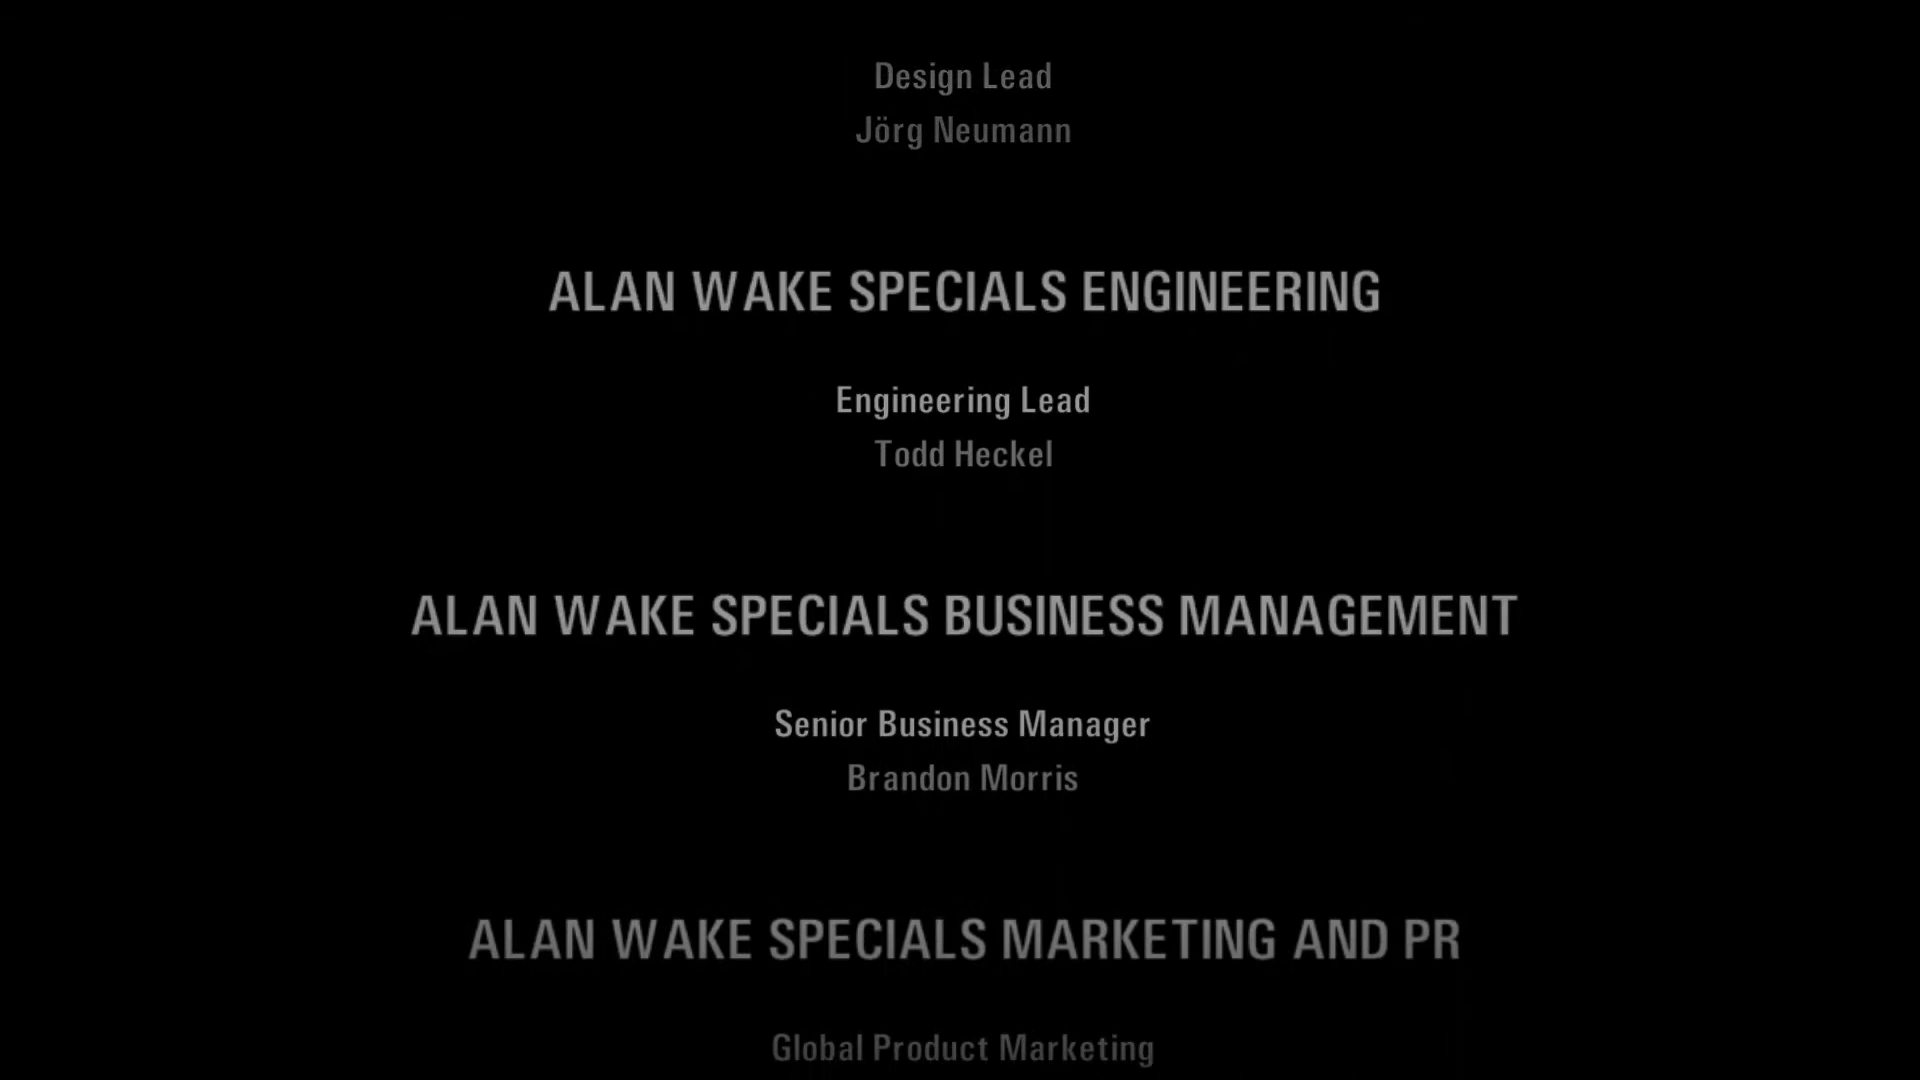 Design Lead
Jörg Neumann
ALAN WAKE SPECIALS ENGINEERING
Engineering Lead
Todd Heckel
ALAN WAKE SPECIALS BUSINESS MANAGEMENT
Senior Business Manager
Brandon Morris
ALAN WAKE SPECIALS MARKETING AND PR
Global Product Marketing